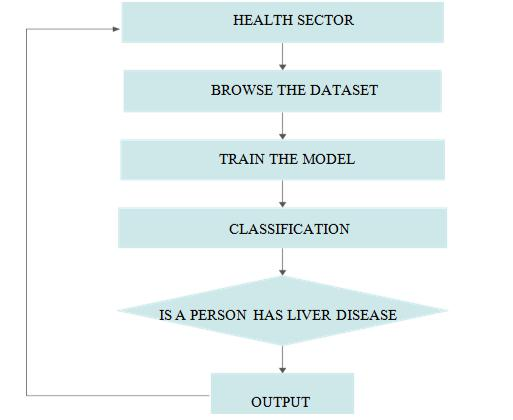 HEALTH SECTOR
BROWSE THE DATASET
TRAIN THE MODEL
CLASSIFICATION
IS A PERSON HAS LIVER DISEASE
OUTPUT